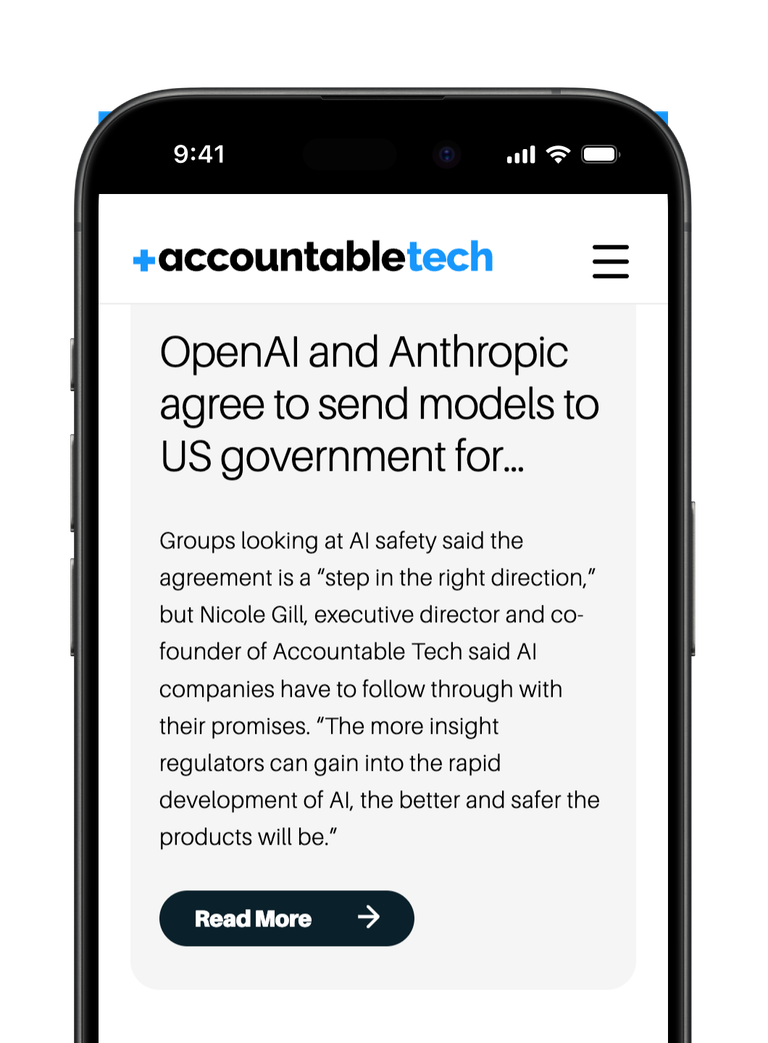 9:41
+accountabletech
OpenAI and Anthropic
agree to send models to
US government for...
Groups looking at AI safety said the
agreement is a “step in the right direction,”
but Nicole Gill, executive director and co-
founder of Accountable Tech said AI
companies have to follow through with
their promises. “The more insight
regulators can gain into the rapid
development of AI, the better and safer the
products will be.”
Read More